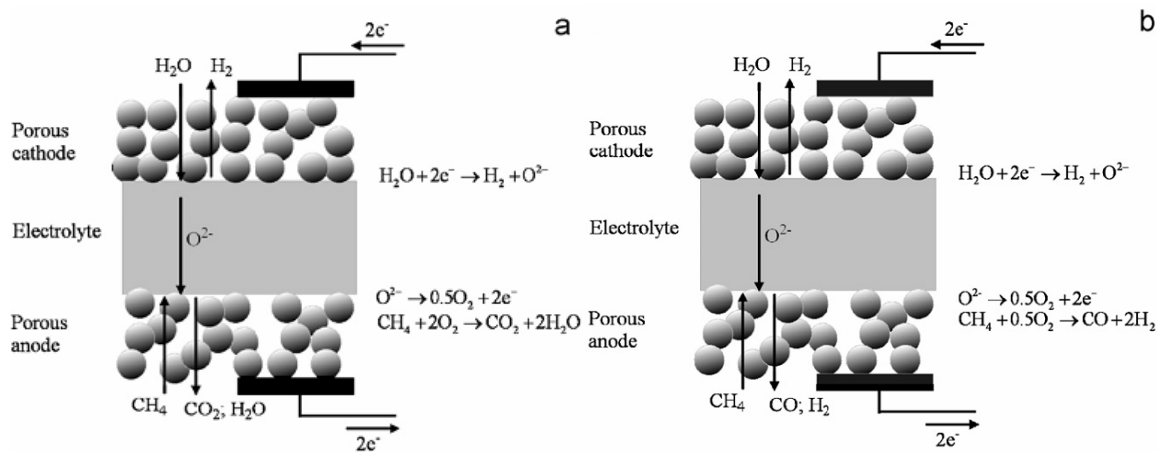 a
2e⁻
H₂O H₂
Porous
cathode
H₂O+2e⁻→H₂+O²⁻
Electrolyte
O²⁻
O²⁻→0.5O₂+2e⁻
CH₄+2O₂→CO₂+2H₂O
Porous
anode
CH₄ CO₂; H₂O
2e⁻
b
2e⁻
H₂O H₂
Porous
cathode
H₂O+2e⁻→H₂+O²⁻
Electrolyte
O²⁻
O²⁻→0.5O₂+2e⁻
CH₄+0.5O₂→CO+2H₂
Porous
anode
CH₄ CO; H₂
2e⁻